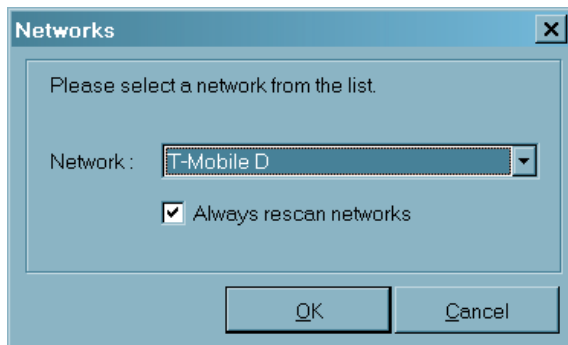 Networks
Please select a network from the list.
Network : T-Mobile D
Always rescan networks
OK Cancel